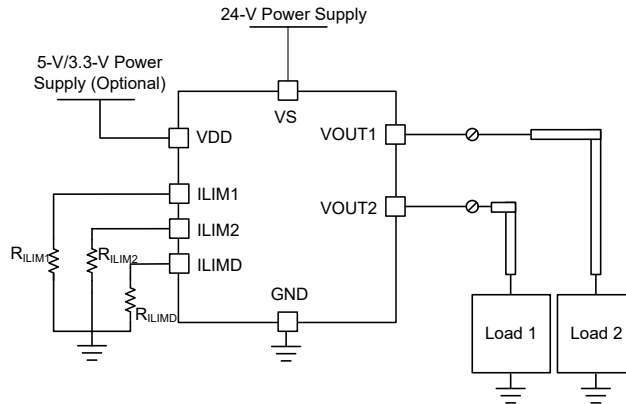 24-V Power Supply
5-V/3.3-V Power
Supply (Optional)
VS
VDD
VOUT1
ILIM1
VOUT2
ILIM2
RILIM1
RILIM2
ILIMD
GND
RILIMD
Load 1
Load 2